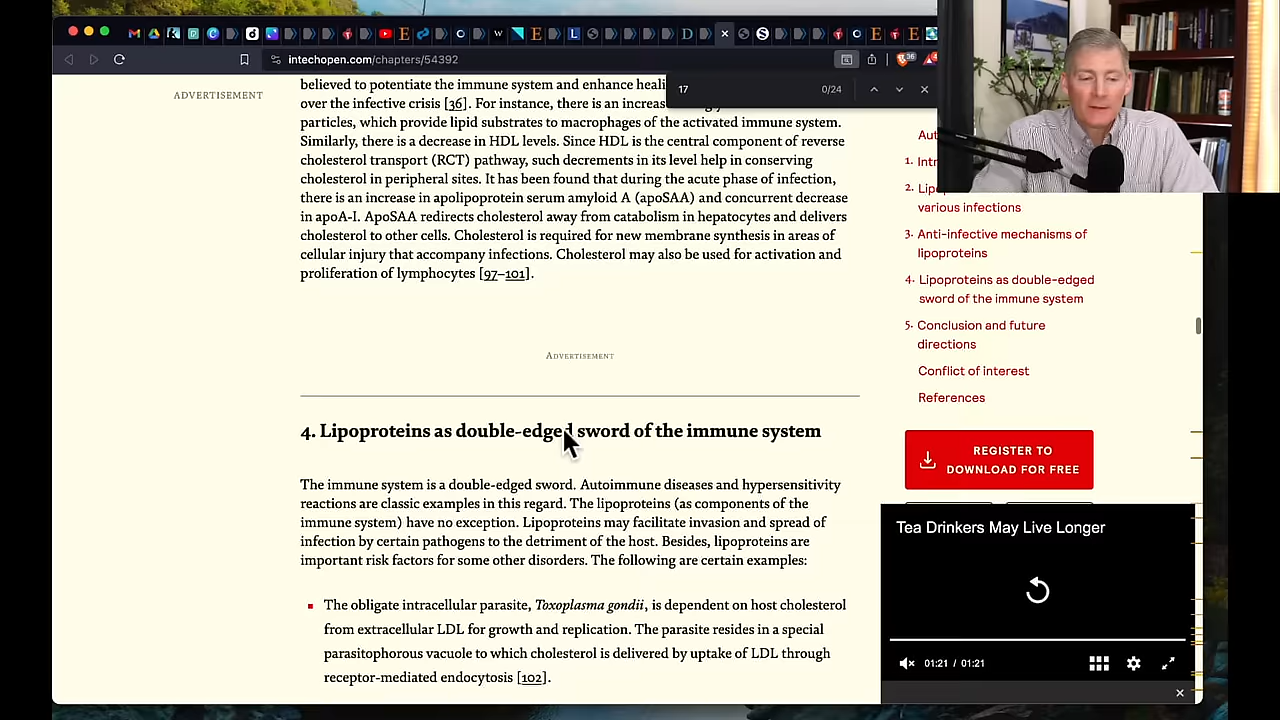 intechopen.com/chapters/54392
36
17
0/24
ADVERTISEMENT
believed to potentiate the immune system and enhance heali
over the infective crisis [36]. For instance, there is an increas
particles, which provide lipid substrates to macrophages of the activated immune system.
Similarly, there is a decrease in HDL levels. Since HDL is the central component of reverse
cholesterol transport (RCT) pathway, such decrements in its level help in conserving
cholesterol in peripheral sites. It has been found that during the acute phase of infection,
there is an increase in apolipoprotein serum amyloid A (apoSAA) and concurrent decrease
in apoA-I. ApoSAA redirects cholesterol away from catabolism in hepatocytes and delivers
cholesterol to other cells. Cholesterol is required for new membrane synthesis in areas of
cellular injury that accompany infections. Cholesterol may also be used for activation and
proliferation of lymphocytes [97–101].
ADVERTISEMENT
4. Lipoproteins as double-edged sword of the immune system
The immune system is a double-edged sword. Autoimmune diseases and hypersensitivity
reactions are classic examples in this regard. The lipoproteins (as components of the
immune system) have no exception. Lipoproteins may facilitate invasion and spread of
infection by certain pathogens to the detriment of the host. Besides, lipoproteins are
important risk factors for some other disorders. The following are certain examples:
The obligate intracellular parasite, Toxoplasma gondii, is dependent on host cholesterol
from extracellular LDL for growth and replication. The parasite resides in a special
parasitophorous vacuole to which cholesterol is delivered by uptake of LDL through
receptor-mediated endocytosis [102].
Aut
1. Intr
2. Lip
various infections
3. Anti-infective mechanisms of
lipoproteins
4. Lipoproteins as double-edged
sword of the immune system
5. Conclusion and future
directions
Conflict of interest
References
REGISTER TO
DOWNLOAD FOR FREE
Tea Drinkers May Live Longer
01:21 / 01:21